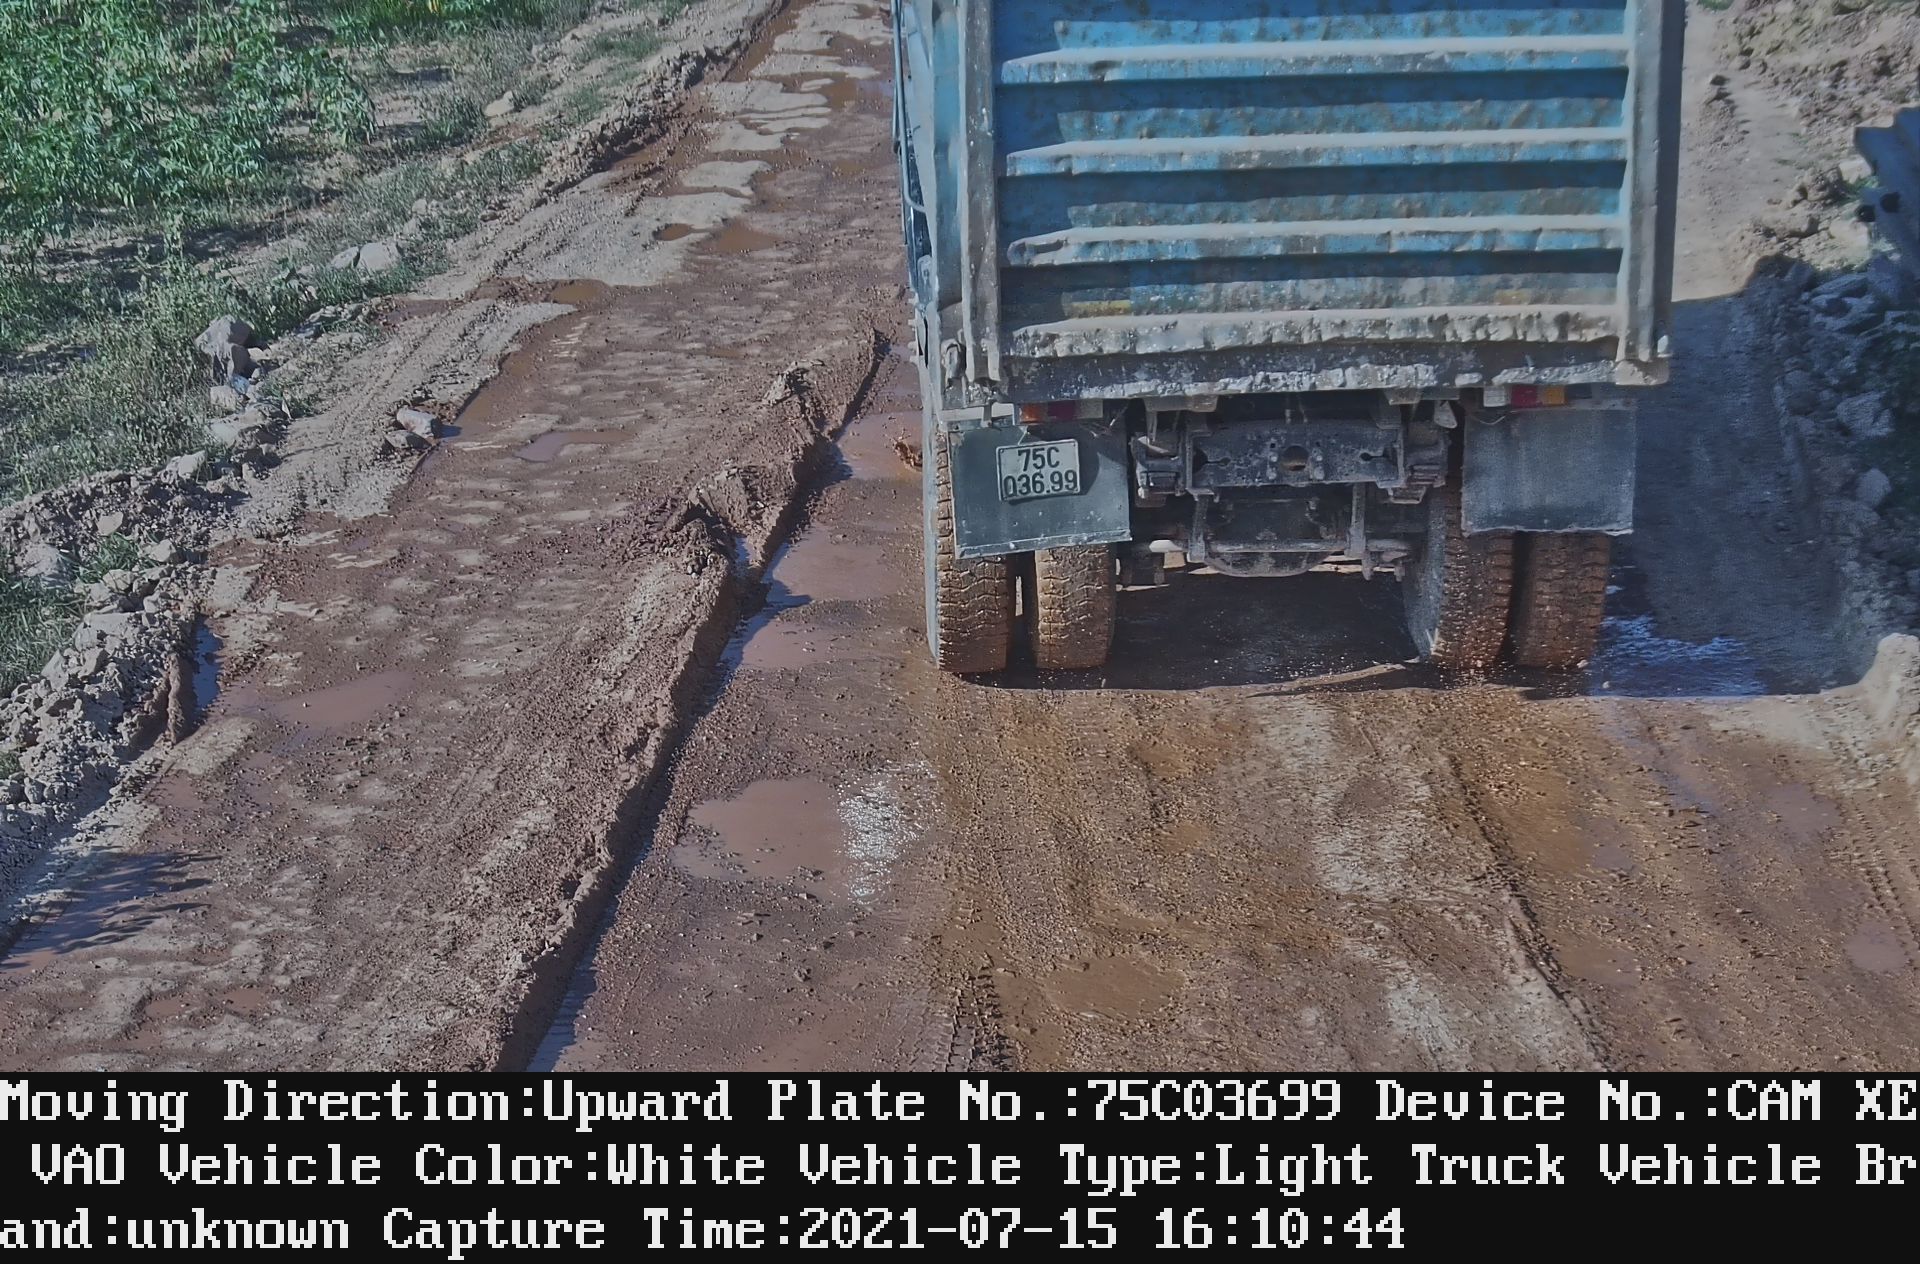 75C
036.99
Moving Direction:Upward Plate No.:75C03699 Device No.:CAM XE
VAO Vehicle Color:White Vehicle Type:Light Truck Vehicle Br
and:unknown Capture Time:2021-07-15 16:10:44